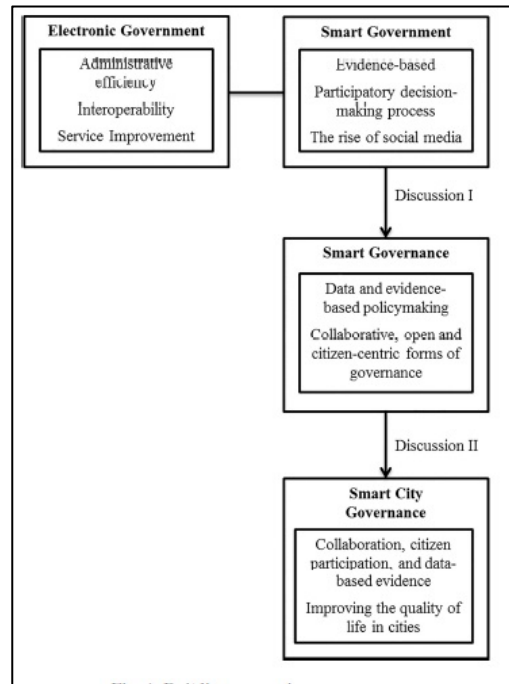 Electronic Government
Administrative
efficiency
Interoperability
Service Improvement
Smart Government
Evidence-based
Participatory decision-
making process
The rise of social media
Discussion I
Smart Governance
Data and evidence-
based policymaking
Collaborative, open and
citizen-centric forms of
governance
Discussion II
Smart City
Governance
Collaboration, citizen
participation, and data-
based evidence
Improving the quality of
life in cities